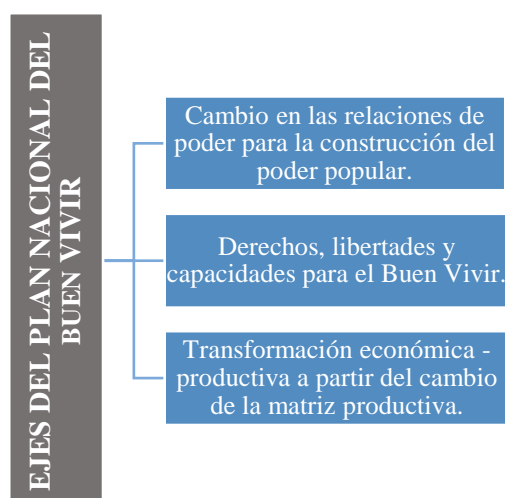 EJES DEL PLAN NACIONAL DEL
BUEN VIVIR
Cambio en las relaciones de
poder para la construcción del
poder popular.
Derechos, libertades y
capacidades para el Buen Vivir.
Transformación económica -
productiva a partir del cambio
de la matriz productiva.